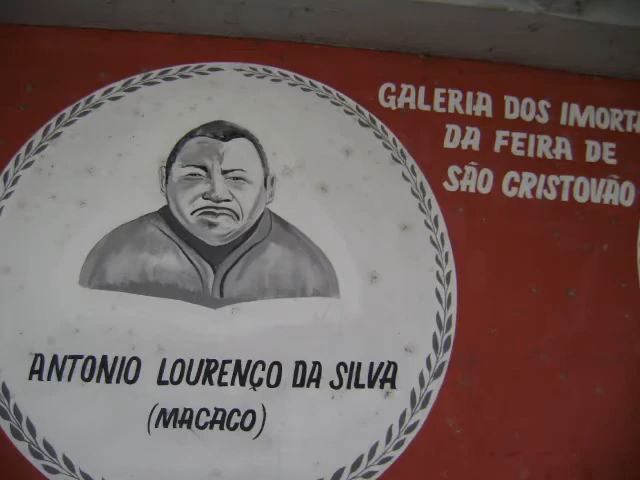 GALERIA DOS IMORTA
DA FEIRA DE
SÃO CRISTOVÃO
ANTONIO LOURENÇO DA SILVA
(MACACO)